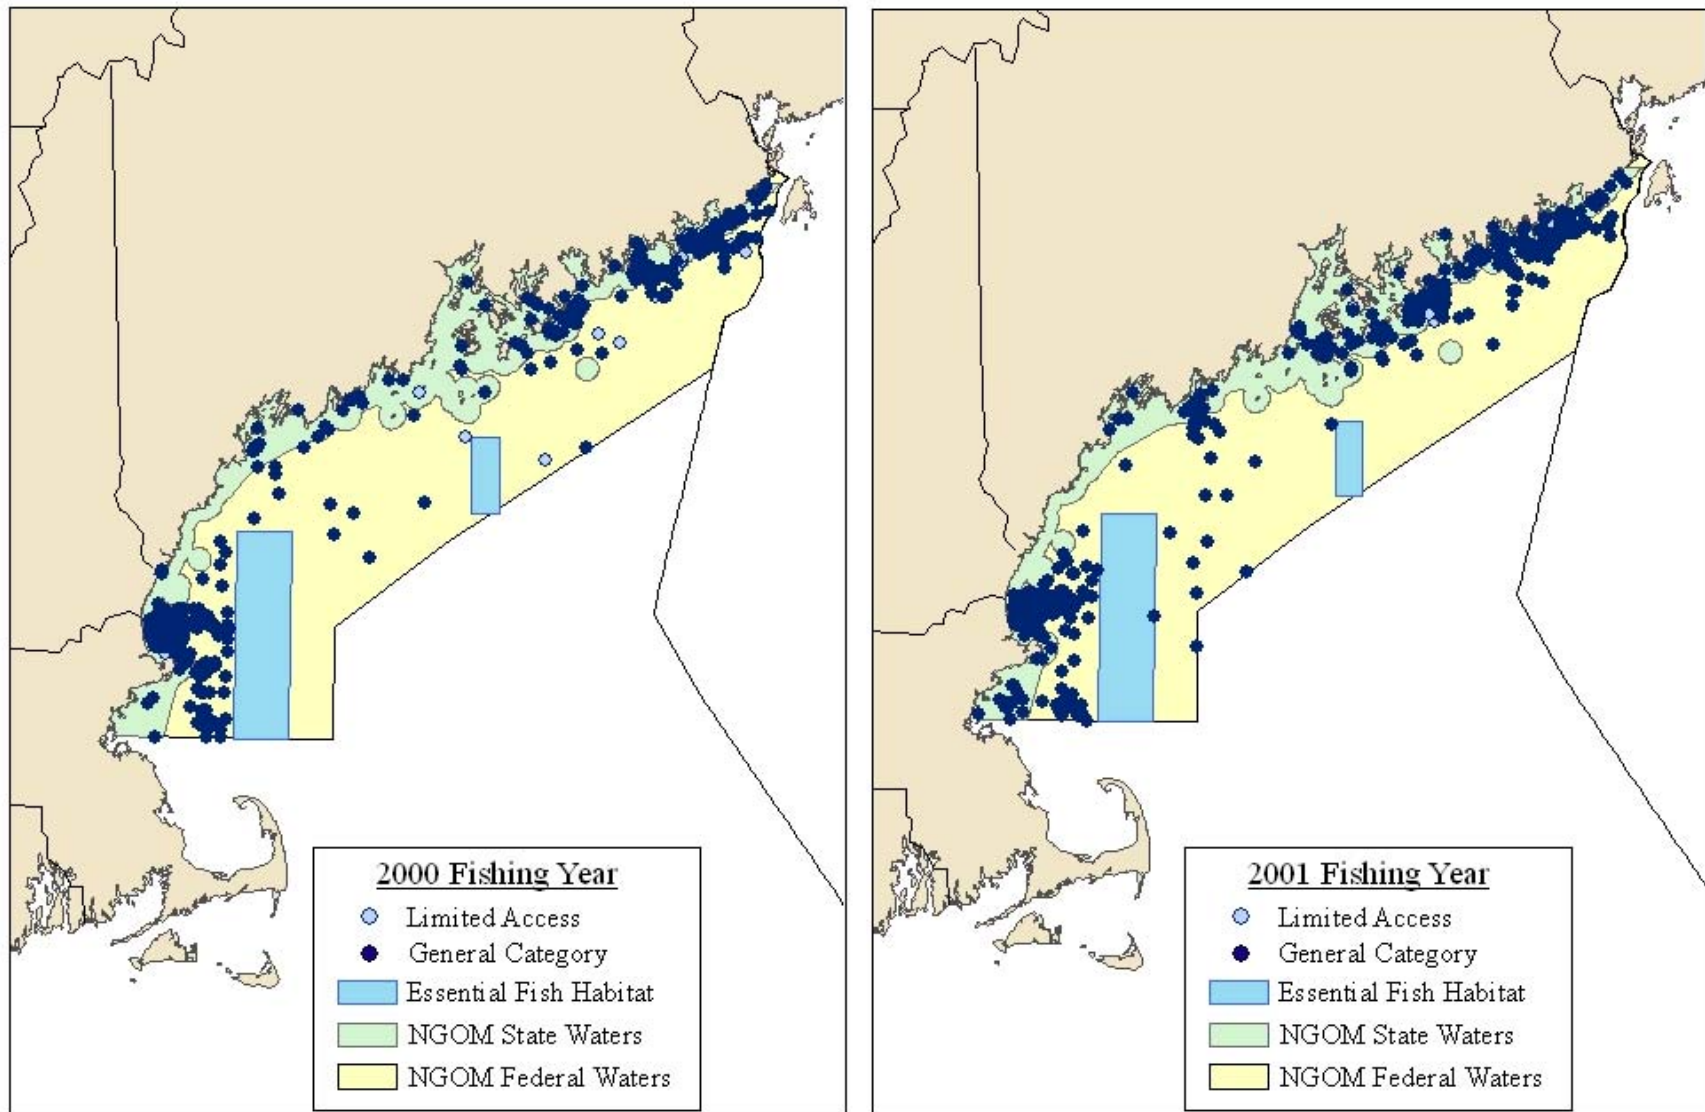 2000 Fishing Year
Limited Access
General Category
Essential Fish Habitat
NGOM State Waters
NGOM Federal Waters
2001 Fishing Year
Limited Access
General Category
Essential Fish Habitat
NGOM State Waters
NGOM Federal Waters